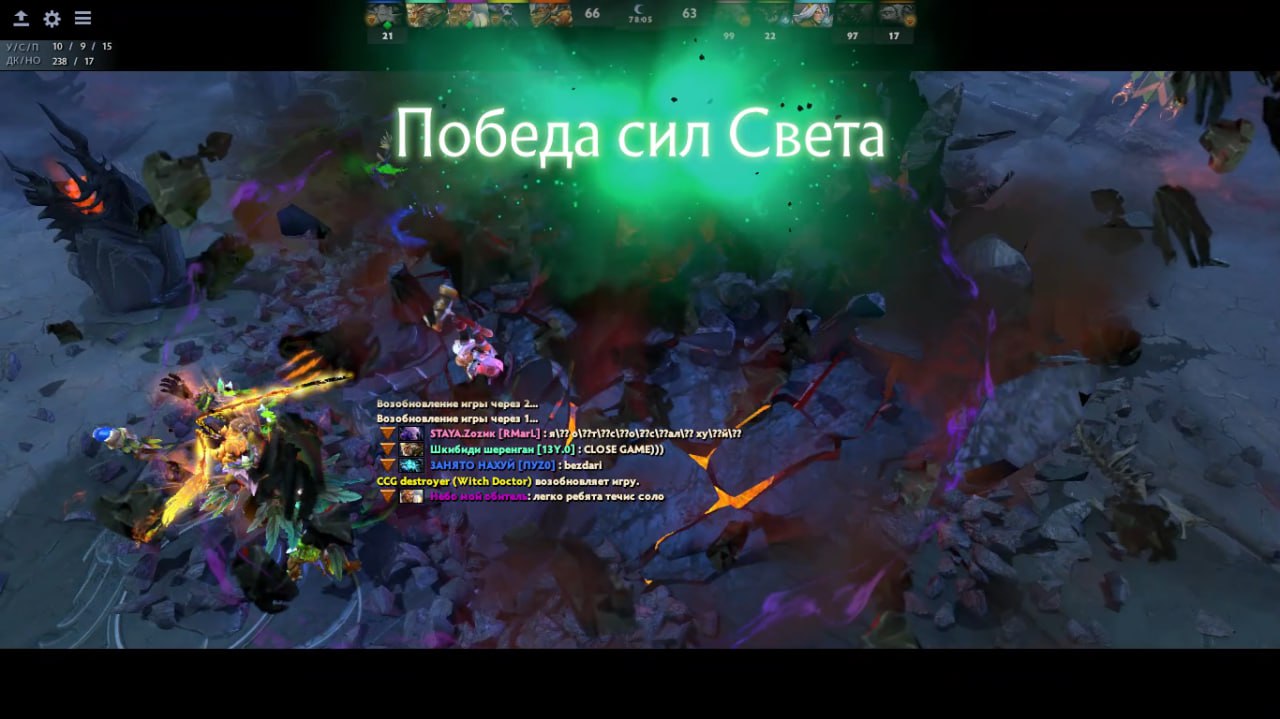 66 78:05 63
21 99 22 97 17
У/С/П 10 / 9 / 15
ДК/НО 238 / 17
Победа сил Света
Возобновление игры через 2...
Возобновление игры через 1...
STAYA.Zozик [RMarL] : я\??\??о\??т\??с\??о\??с\??ал\?? ху\??й\??
Шкибиди шеренган [13Y.0] : CLOSE GAME)))
ЗАНЯТО НАХУЙ [ПУZ0] : bezdari
CCG destroyer (Witch Doctor) возобновляет игру.
Небо мой обитель: легко ребята течис соло